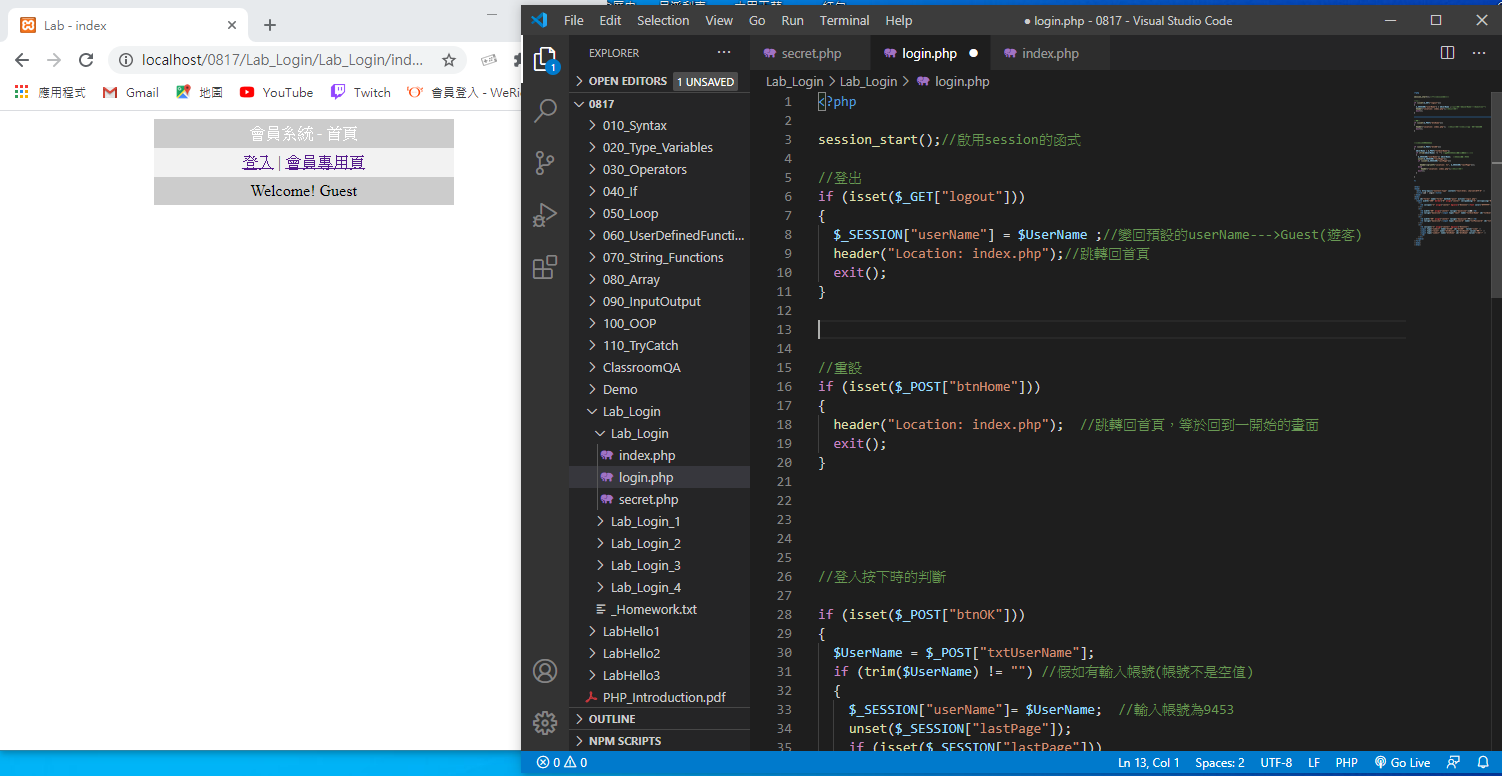 Lab - index
localhost/0817/Lab_Login/Lab_Login/ind...
應用程式 Gmail 地圖 YouTube Twitch 會員登入 - WeRi
會員系統 - 首頁
登入 | 會員專用頁
Welcome! Guest
File Edit Selection View Go Run Terminal Help
● login.php - 0817 - Visual Studio Code
EXPLORER
OPEN EDITORS 1 UNSAVED
0817
010_Syntax
020_Type_Variables
030_Operators
040_If
050_Loop
060_UserDefinedFuncti...
070_String_Functions
080_Array
090_InputOutput
100_OOP
110_TryCatch
ClassroomQA
Demo
Lab_Login
Lab_Login
index.php
login.php
secret.php
Lab_Login_1
Lab_Login_2
Lab_Login_3
Lab_Login_4
_Homework.txt
LabHello1
LabHello2
LabHello3
PHP_Introduction.pdf
OUTLINE
NPM SCRIPTS
1
secret.php login.php ● index.php
Lab_Login > Lab_Login > login.php
1 <?php
2
3 session_start();//啟用session的函式
4
5 //登出
6 if (isset($_GET["logout"]))
7 {
8 $_SESSION["userName"] = $UserName ;//變回預設的userName--->Guest(遊客)
9 header("Location: index.php");//跳轉回首頁
10 exit();
11 }
12
13
14
15 //重設
16 if (isset($_POST["btnHome"]))
17 {
18 header("Location: index.php"); //跳轉回首頁，等於回到一開始的畫面
19 exit();
20 }
21
22
23
24
25
26 //登入按下時的判斷
27
28 if (isset($_POST["btnOK"]))
29 {
30 $UserName = $_POST["txtUserName"];
31 if (trim($UserName) != "") //假如有輸入帳號(帳號不是空值)
32 {
33 $_SESSION["userName"]= $UserName; //輸入帳號為9453
34 unset($_SESSION["lastPage"]);
35 if (isset($_SESSION["lastPage"]))
0 0 Ln 13, Col 1 Spaces: 2 UTF-8 LF PHP Go Live